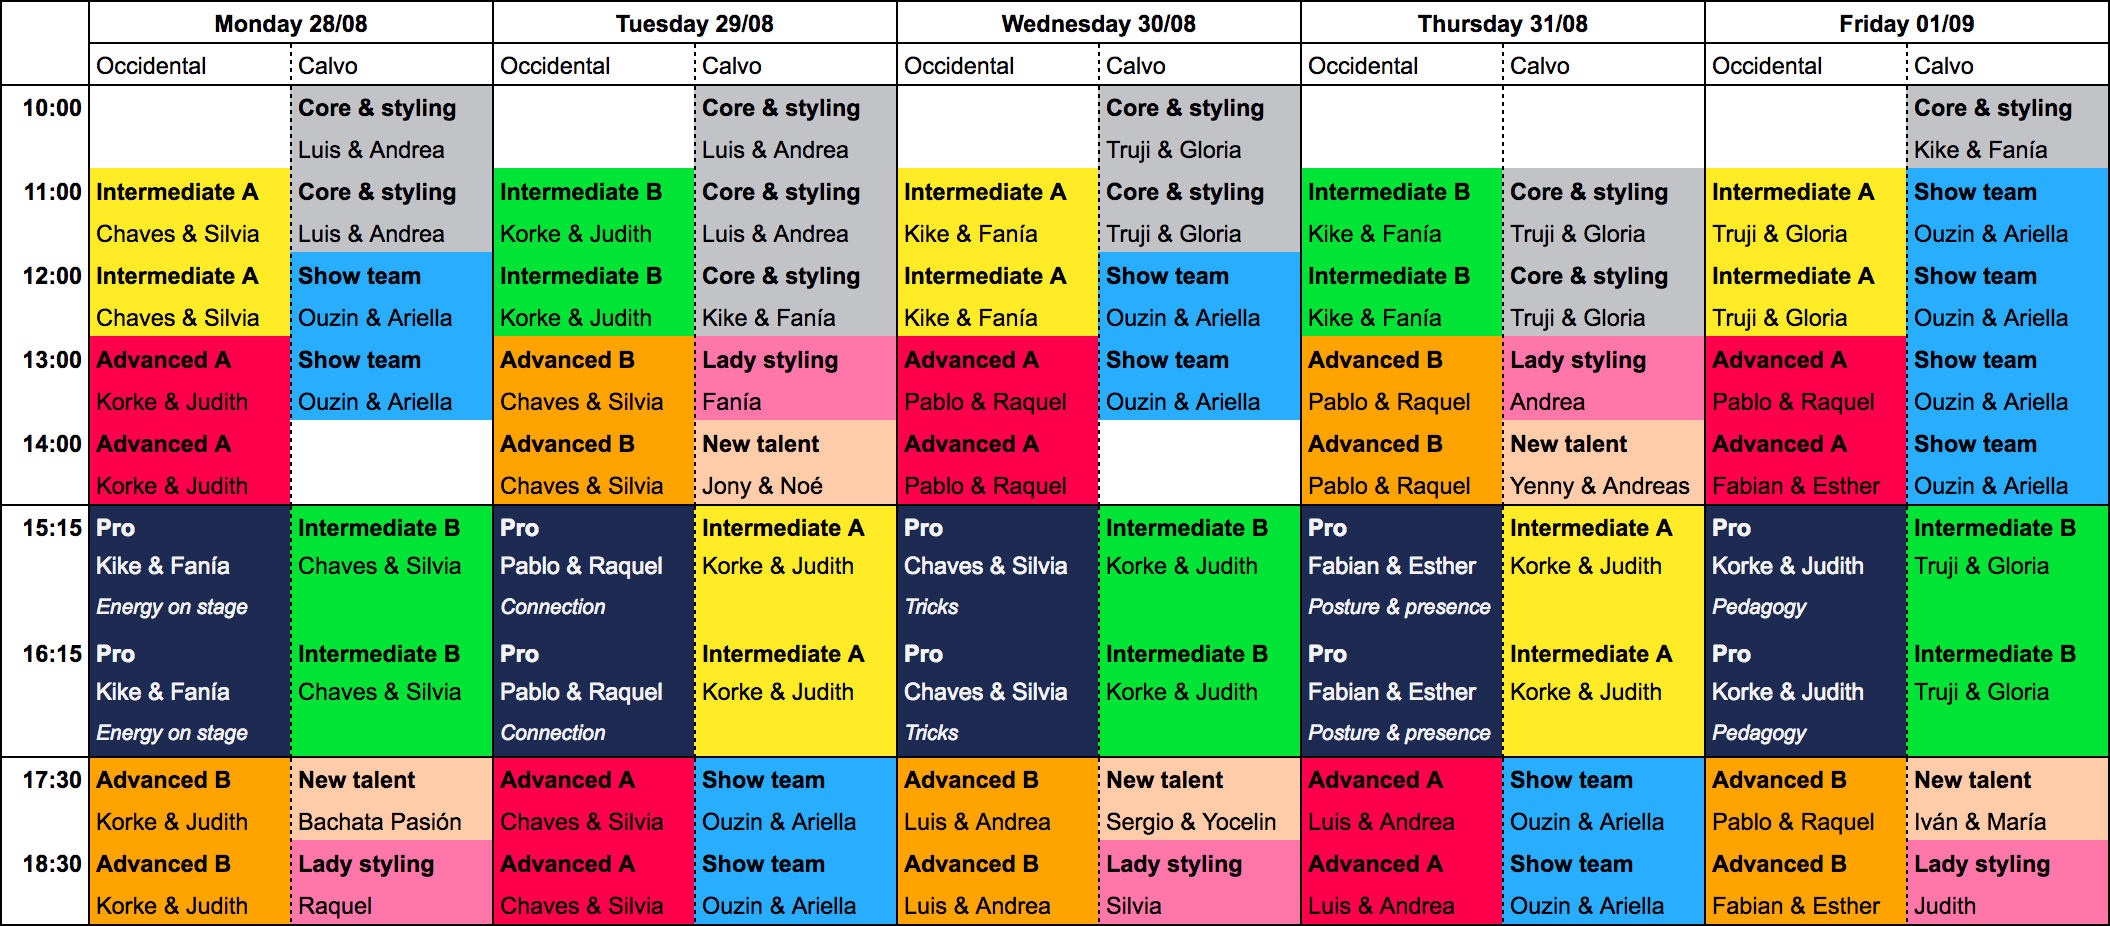 Monday 28/08 Tuesday 29/08 Wednesday 30/08 Thursday 31/08 Friday 01/09
Occidental Calvo Occidental Calvo Occidental Calvo Occidental Calvo Occidental Calvo
10:00 Core & styling Core & styling Core & styling Core & styling
Luis & Andrea Luis & Andrea Truji & Gloria Kike & Fanía
11:00 Intermediate A Core & styling Intermediate B Core & styling Intermediate A Core & styling Intermediate B Core & styling Intermediate A Show team
Chaves & Silvia Luis & Andrea Korke & Judith Luis & Andrea Kike & Fanía Truji & Gloria Kike & Fanía Truji & Gloria Truji & Gloria Ouzin & Ariella
12:00 Intermediate A Show team Intermediate B Core & styling Intermediate A Show team Intermediate B Core & styling Intermediate A Show team
Chaves & Silvia Ouzin & Ariella Korke & Judith Kike & Fanía Kike & Fanía Ouzin & Ariella Kike & Fanía Truji & Gloria Truji & Gloria Ouzin & Ariella
13:00 Advanced A Show team Advanced B Lady styling Advanced A Show team Advanced B Lady styling Advanced A Show team
Korke & Judith Ouzin & Ariella Chaves & Silvia Fanía Pablo & Raquel Ouzin & Ariella Pablo & Raquel Andrea Pablo & Raquel Ouzin & Ariella
14:00 Advanced A Advanced B New talent Advanced A Advanced B New talent Advanced A Show team
Korke & Judith Chaves & Silvia Jony & Noé Pablo & Raquel Pablo & Raquel Yenny & Andreas Fabian & Esther Ouzin & Ariella
15:15 Pro Intermediate B Pro Intermediate A Pro Intermediate B Pro Intermediate A Pro Intermediate B
Kike & Fanía Chaves & Silvia Pablo & Raquel Korke & Judith Chaves & Silvia Korke & Judith Fabian & Esther Korke & Judith Korke & Judith Truji & Gloria
Energy on stage Connection Tricks Posture & presence Pedagogy
16:15 Pro Intermediate B Pro Intermediate A Pro Intermediate B Pro Intermediate A Pro Intermediate B
Kike & Fanía Chaves & Silvia Pablo & Raquel Korke & Judith Chaves & Silvia Korke & Judith Fabian & Esther Korke & Judith Korke & Judith Truji & Gloria
Energy on stage Connection Tricks Posture & presence Pedagogy
17:30 Advanced B New talent Advanced A Show team Advanced B New talent Advanced A Show team Advanced B New talent
Korke & Judith Bachata Pasión Chaves & Silvia Ouzin & Ariella Luis & Andrea Sergio & Yocelin Luis & Andrea Ouzin & Ariella Pablo & Raquel Iván & María
18:30 Advanced B Lady styling Advanced A Show team Advanced B Lady styling Advanced A Show team Advanced B Lady styling
Korke & Judith Raquel Chaves & Silvia Ouzin & Ariella Luis & Andrea Silvia Luis & Andrea Ouzin & Ariella Fabian & Esther Judith